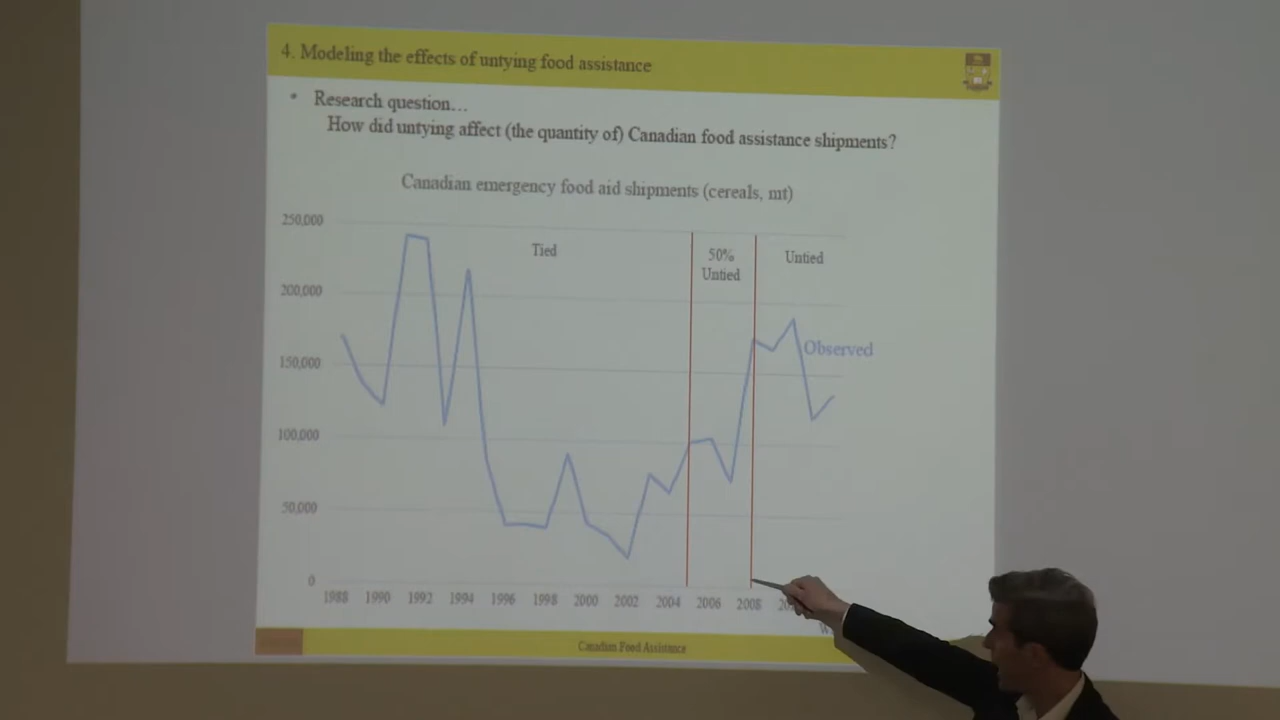 4. Modeling the effects of untying food assistance
• Research question…
How did untying affect (the quantity of) Canadian food assistance shipments?
Canadian emergency food aid shipments (cereals, mt)
250,000
Tied
50%
Untied
Untied
200,000
Observed
150,000
100,000
50,000
0
1988 1990 1992 1994 1996 1998 2000 2002 2004 2006 2008
Canadian Food Assistance